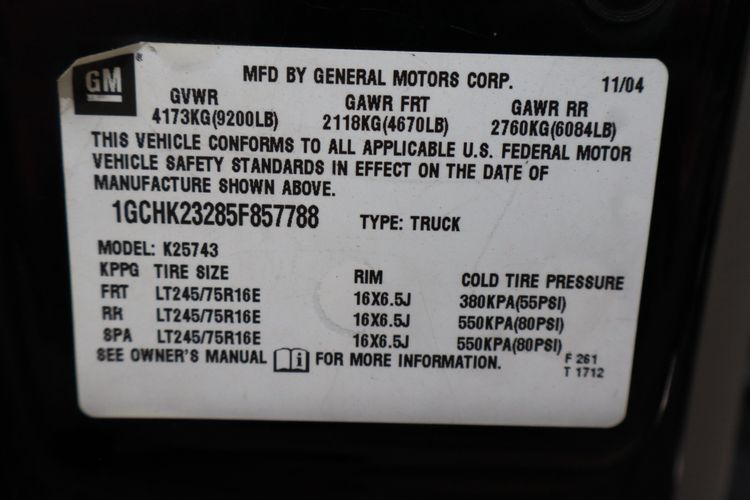 GM
MFD BY GENERAL MOTORS CORP. 11/04
GVWR GAWR FRT GAWR RR
4173KG(9200LB) 2118KG(4670LB) 2760KG(6084LB)
THIS VEHICLE CONFORMS TO ALL APPLICABLE U.S. FEDERAL MOTOR
VEHICLE SAFETY STANDARDS IN EFFECT ON THE DATE OF
MANUFACTURE SHOWN ABOVE.
1GCHK23285F857788 TYPE: TRUCK
MODEL: K25743
KPPG TIRE SIZE RIM COLD TIRE PRESSURE
FRT LT245/75R16E 16X6.5J 380KPA(55PSI)
RR LT245/75R16E 16X6.5J 550KPA(80PSI)
SPA LT245/75R16E 16X6.5J 550KPA(80PSI)
SEE OWNER'S MANUAL i FOR MORE INFORMATION. F 261
T 1712